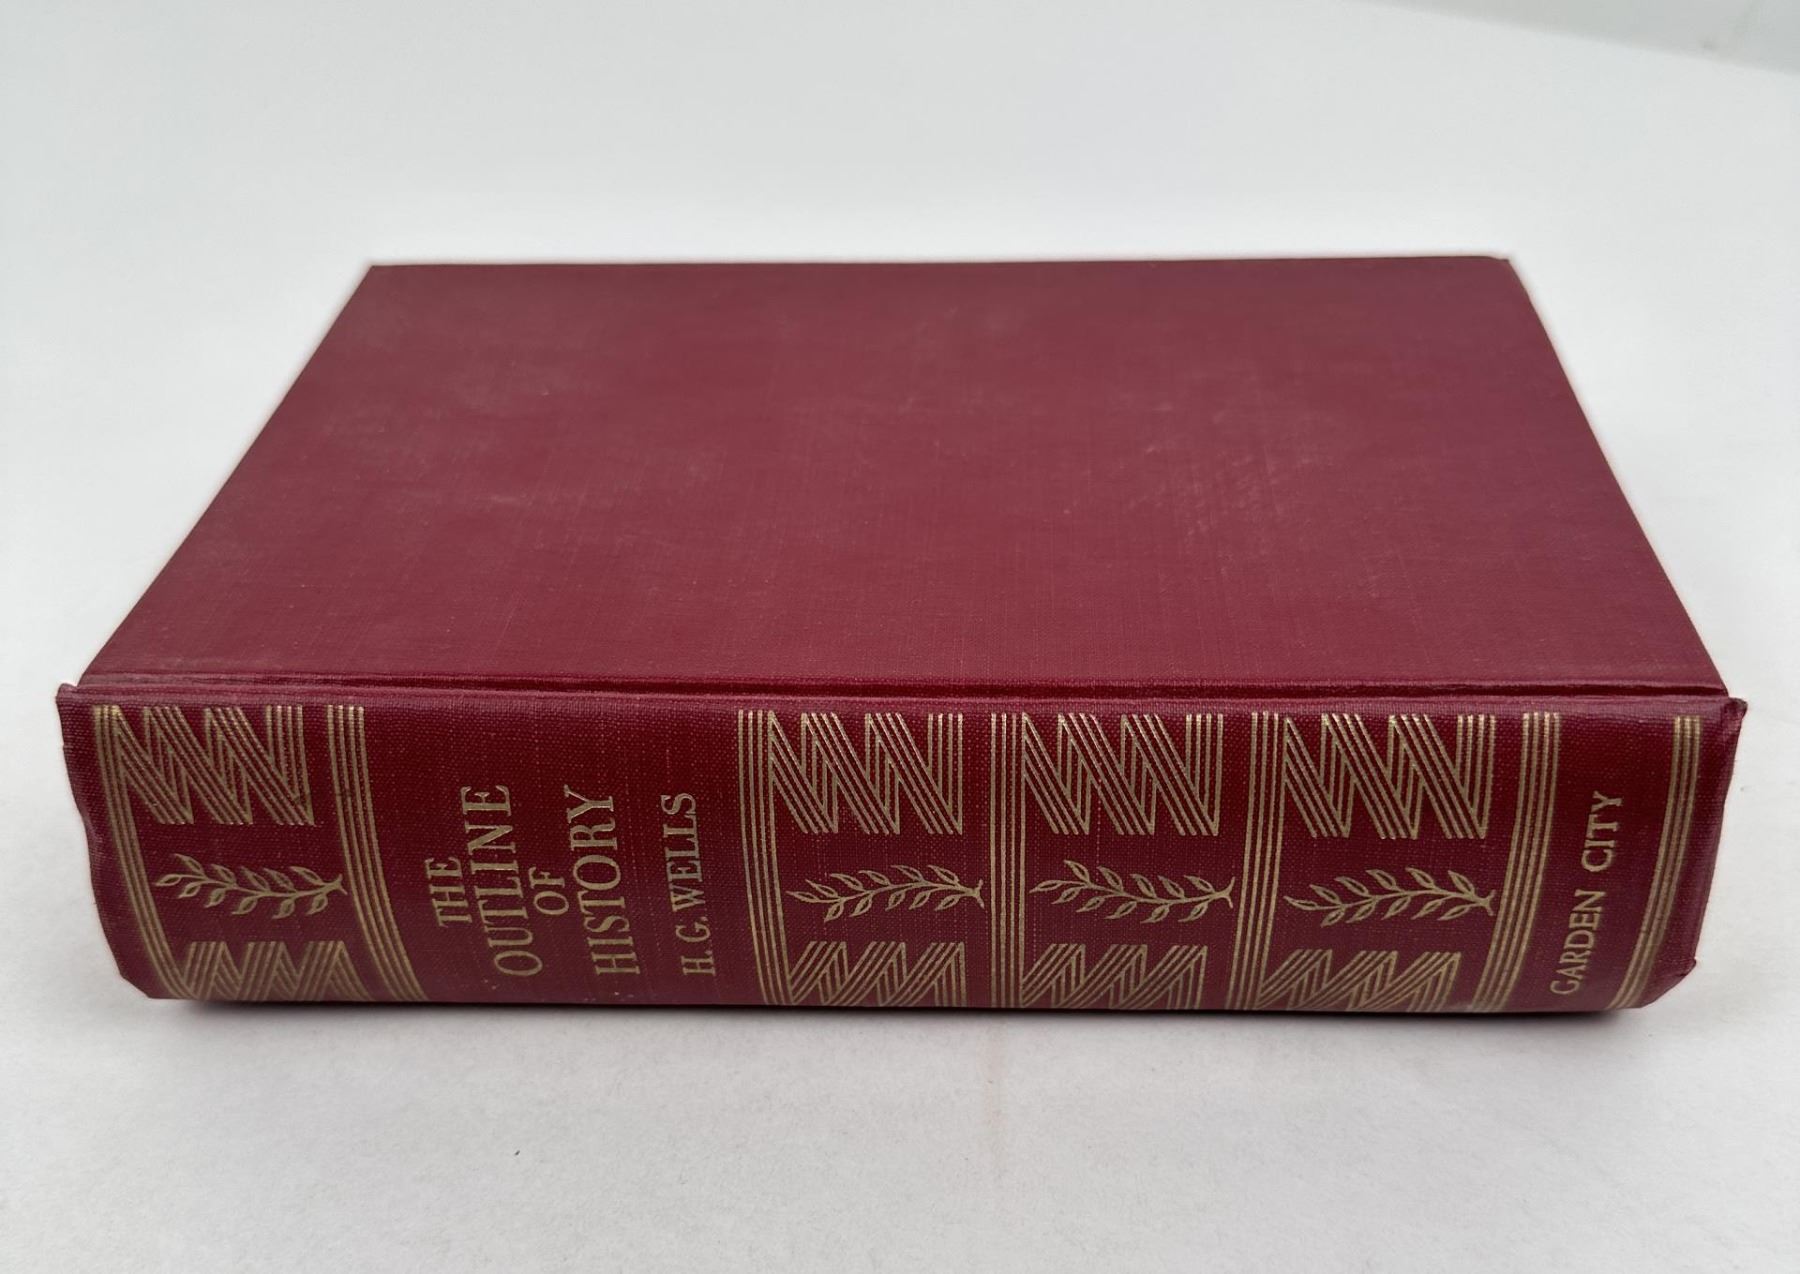 THE
OUTLINE
OF
HISTORY
H.G. WELLS
GARDEN CITY